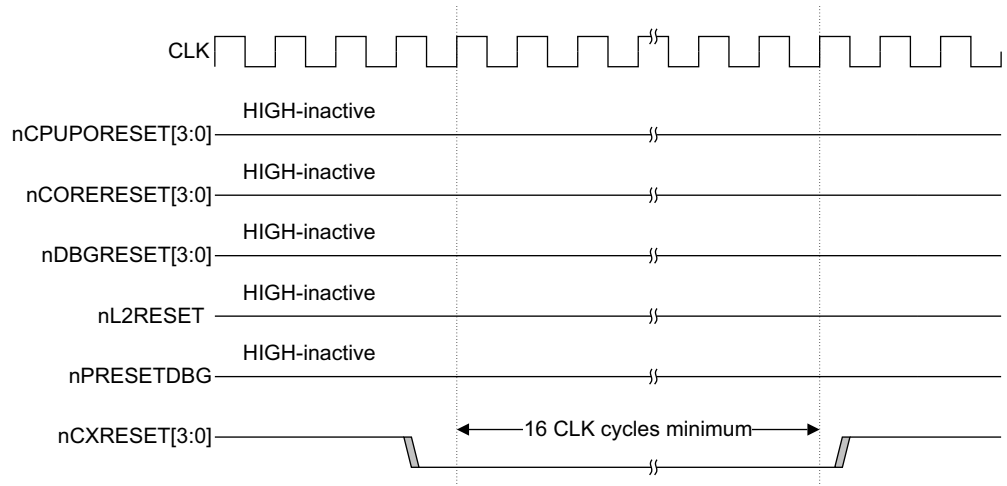 CLK
HIGH-inactive
nCPUPORESET[3:0]
HIGH-inactive
nCORERESET[3:0]
HIGH-inactive
nDBGRESET[3:0]
HIGH-inactive
nL2RESET
HIGH-inactive
nPRESETDBG
nCXRESET[3:0]
16 CLK cycles minimum